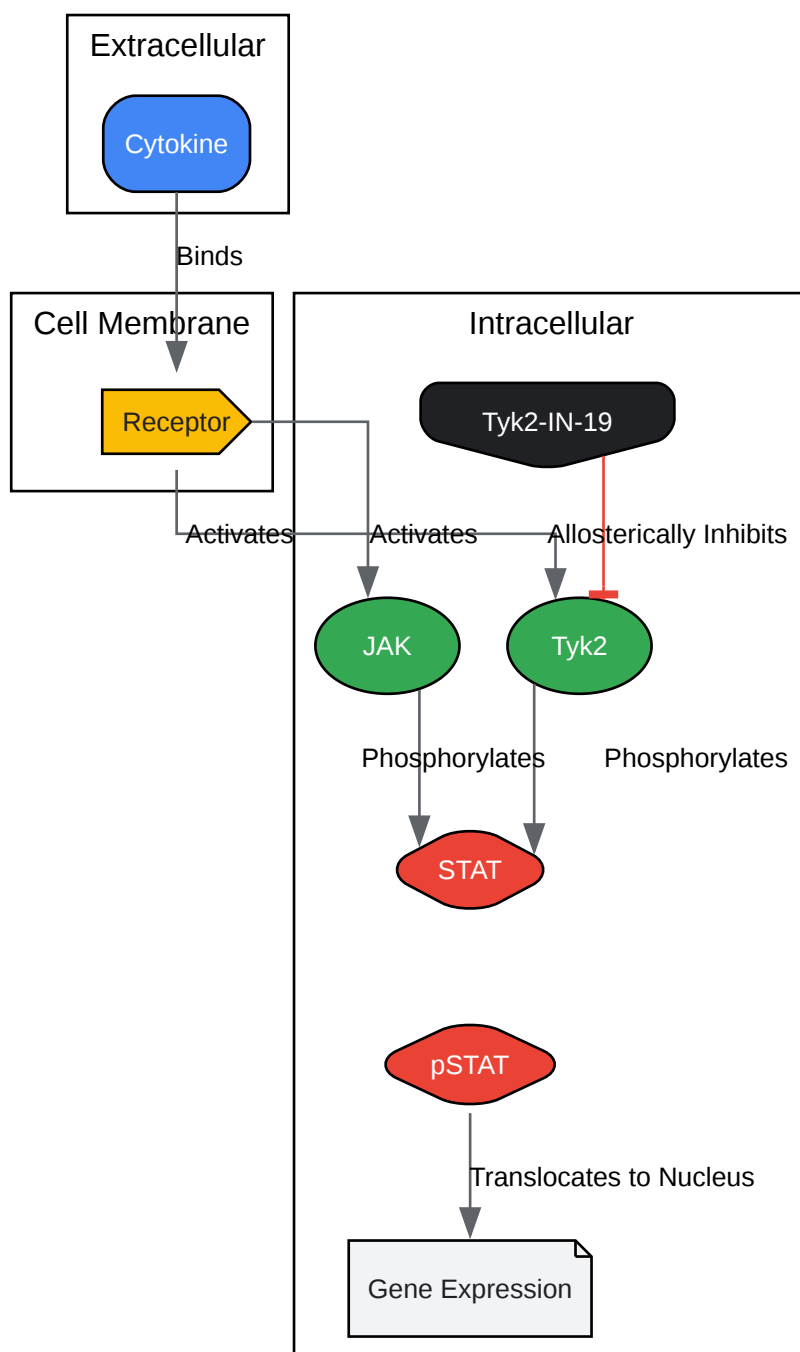 Extracellular
Cytokine
Binds
Cell Membrane
Intracellular
Receptor
Tyk2-IN-19
Activates
Activates
Allosterically Inhibits
JAK
Tyk2
Phosphorylates
Phosphorylates
STAT
pSTAT
Translocates to Nucleus
Gene Expression